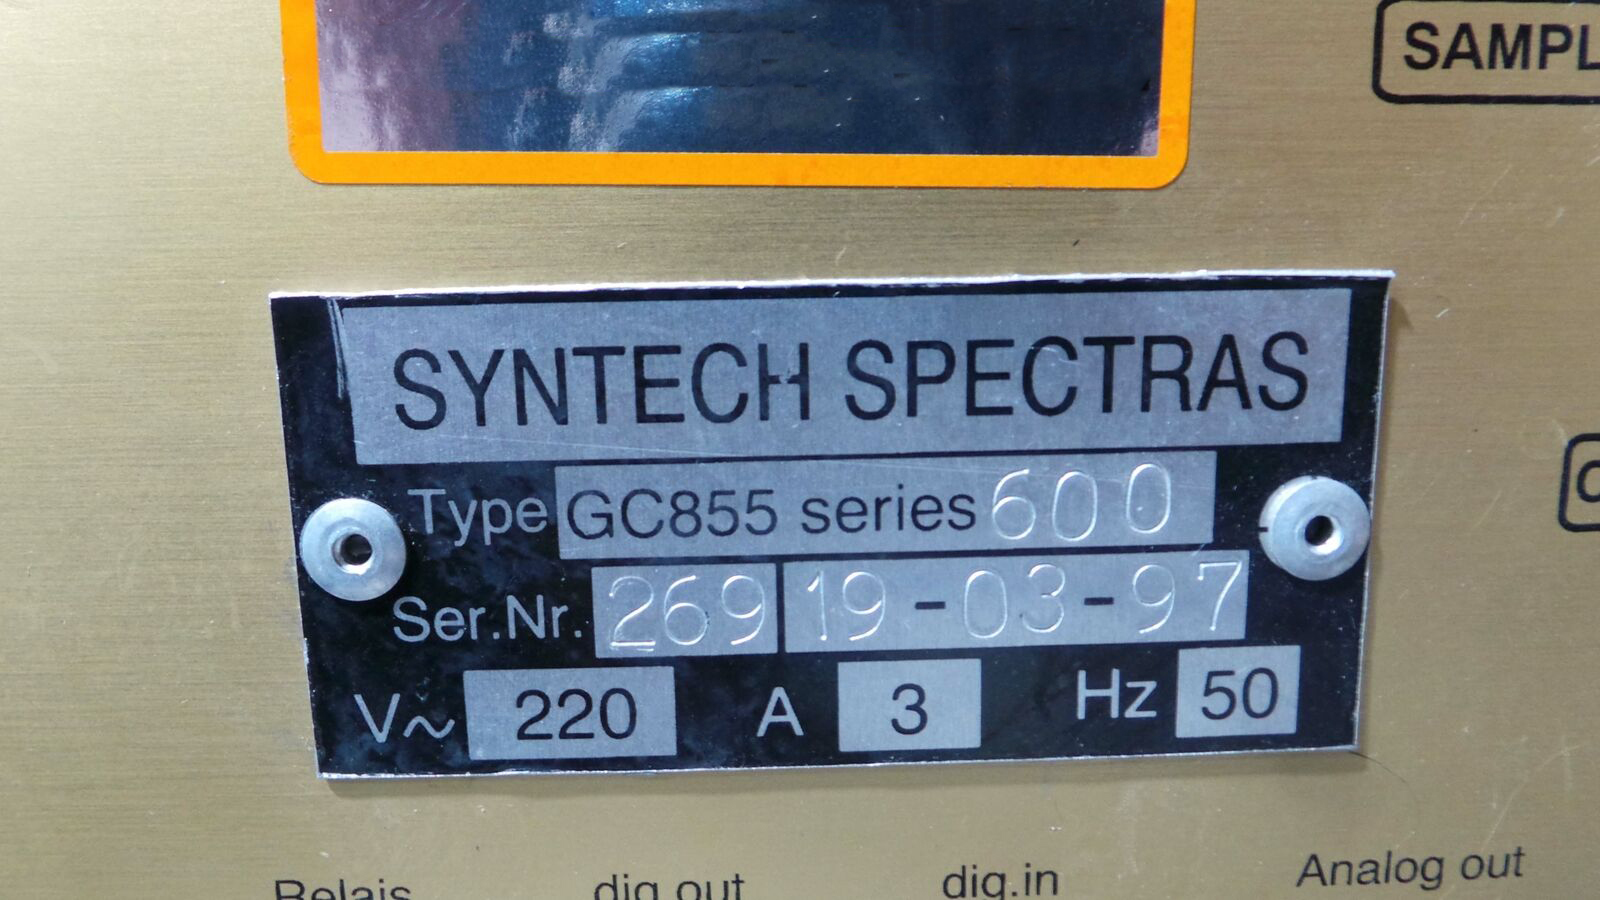 SAMPL
SYNTECH SPECTRAS
Type GC855 series 600
Ser.Nr. 269 19-03-97
V~ 220 A 3 Hz 50
Relais dig.out dig.in Analog out